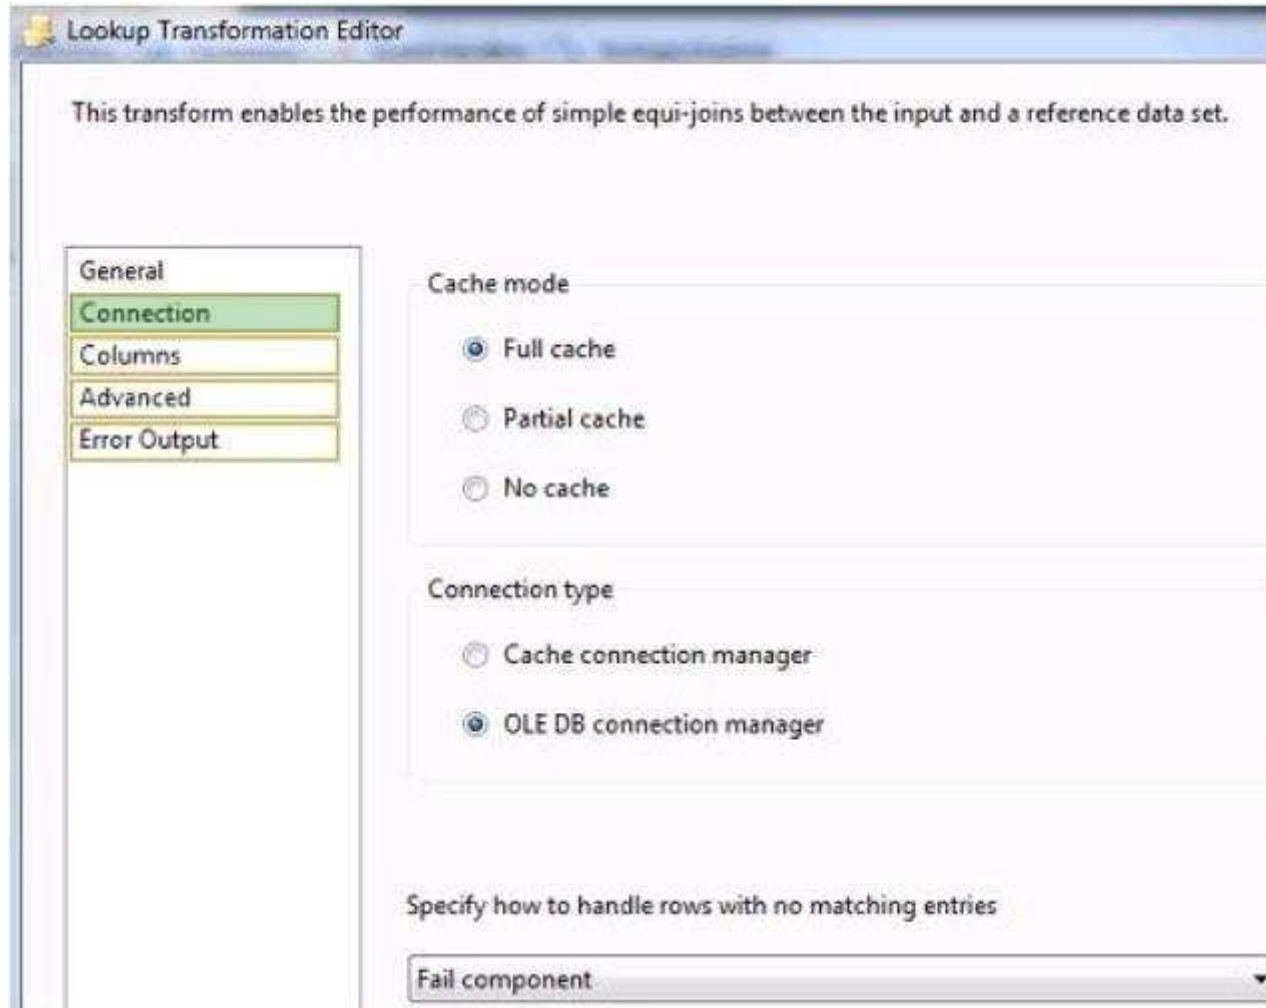 Lookup Transformation Editor
This transform enables the performance of simple equi-joins between the input and a reference data set.
General
Connection
Columns
Advanced
Error Output
Cache mode
Full cache
Partial cache
No cache
Connection type
Cache connection manager
OLE DB connection manager
Specify how to handle rows with no matching entries
Fail component